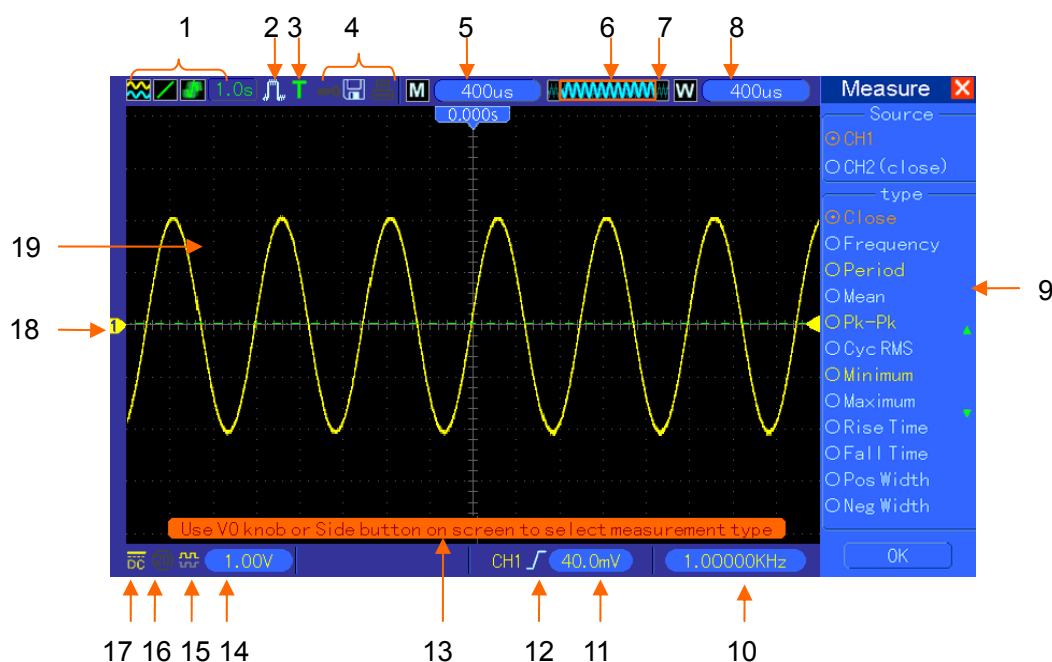 1 2 3 4 5 6 7 8
1.0s T M 400us W 400us Measure X
0.000s
Source
CH1
CH2(close)
type
Close
19
Frequency
Period
9
Mean
18 1
Pk-Pk
Cyc RMS
Minimum
Maximum
Rise Time
Fall Time
Pos Width
Neg Width
Use V0 knob or Side button on screen to select measurement type
DC 1.00V CH1 40.0mV 1.00000KHz OK
17 16 15 14 13 12 11 10